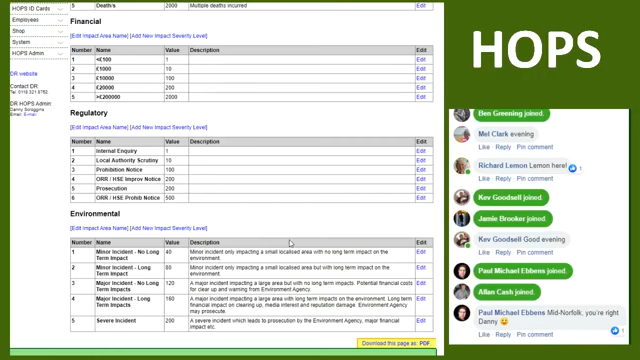 HOPS ID Cards
Employees
Shop
System
HOPS Admin
DR website
Contact DR:
Tel: 0118 321 8752
DR HOPS Admin:
Danny Scroggins
Email: E-mail
5 Death/s 2000 Multiple deaths incurred Edit
Financial
[Edit Impact Area Name] [Add New Impact Severity Level]
Number Name Value Description Edit
1 <£100 1 Edit
2 £1000 10 Edit
3 £10000 100 Edit
4 £20000 200 Edit
5 >£200000 2000 Edit
Regulatory
[Edit Impact Area Name] [Add New Impact Severity Level]
Number Name Value Description Edit
1 Internal Enquiry 1 Edit
2 Local Authority Scrutiny 10 Edit
3 Prohibition Notice 100 Edit
4 ORR / HSE Improv Notice 200 Edit
5 Prosecution 200 Edit
6 ORR / HSE Prohib Notice 500 Edit
Environmental
[Edit Impact Area Name] [Add New Impact Severity Level]
Number Name Value Description Edit
1 Minor Incident - No Long Term Impact 40 Minor incident only impacting a small localised area with no long term impact on the environment. Edit
2 Minor Incident - Long Term Impact 80 Minor incident only impacting a small localised area but with long term impact on the environment. Edit
3 Major Incident - No Long Term Impact 120 A major incident impacting a large area but with no long term impacts. Potential financial costs for clear up and warning from Environment Agency. Edit
4 Major Incident - Long Term Impact 160 A major incident impacting a large area with long term impacts on the environment. Long term financial impact on clearing up, media interest and reputation damage. Environment Agency may prosecute. Edit
5 Severe Incident 200 A severe incident which leads to prosecution by the Environment Agency, major financial impact etc. Edit
Download this page as: PDF.
HOPS
Ben Greening joined.
Mel Clark evening
Like Reply Pin comment
Richard Lemon Lemon here!
1
Like Reply Pin comment
Kev Goodsell joined.
Jamie Brooker joined.
Kev Goodsell Good evening
Like Reply Pin comment
Paul Michael Ebbens joined.
Allan Cash joined.
Paul Michael Ebbens Mid-Norfolk, you're right
Danny 😊
1
Like Reply Pin comment